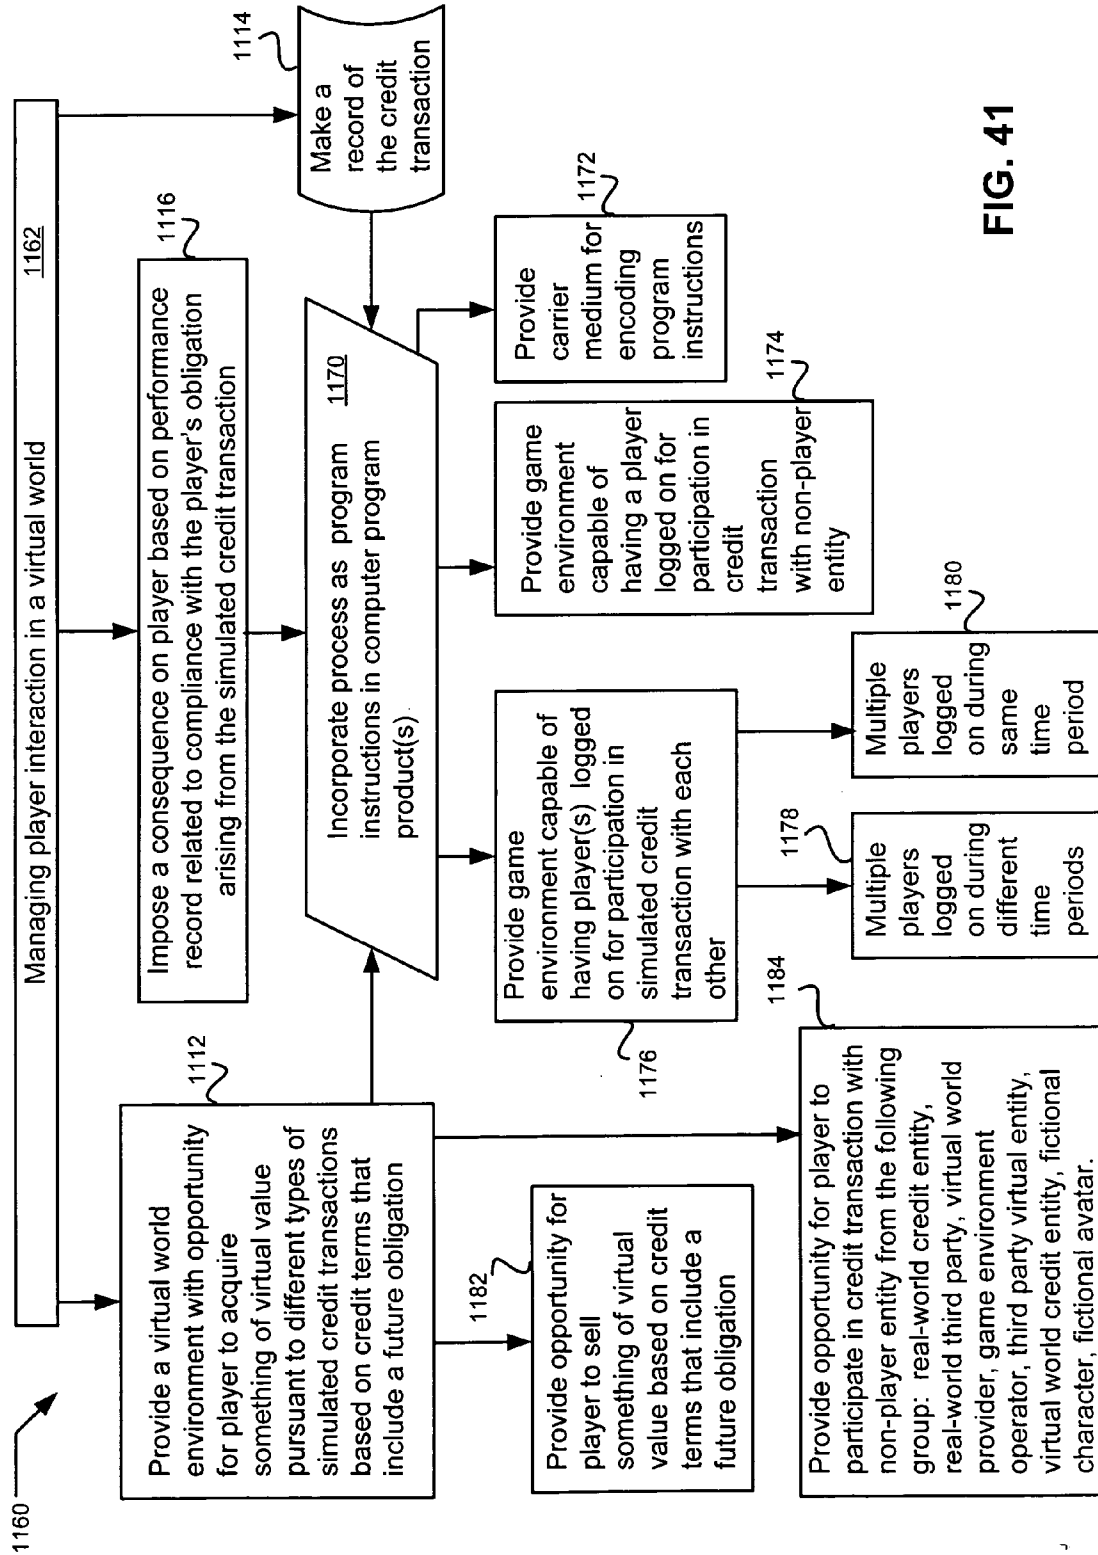 1160
Managing player interaction in a virtual world
1162
1112
Provide a virtual world
environment with opportunity
for player to acquire
something of virtual value
pursuant to different types of
simulated credit transactions
based on credit terms that
include a future obligation
1116
Impose a consequence on player based on performance
record related to compliance with the player's obligation
arising from the simulated credit transaction
1114
Make a
record of
the credit
transaction
1170
Incorporate process as program
instructions in computer program
product(s)
1182
Provide opportunity for
player to sell
something of virtual
value based on credit
terms that include a
future obligation
1176
Provide game
environment capable of
having player(s) logged
on for participation in
simulated credit
transaction with each
other
1174
Provide game
environment
capable of
having a player
logged on for
participation in
credit
transaction
with non-player
entity
1172
Provide
carrier
medium for
encoding
program
instructions
1184
Provide opportunity for player to
participate in credit transaction with
non-player entity from the following
group: real-world credit entity,
real-world third party, virtual world
provider, game environment
operator, third party virtual entity,
virtual world credit entity, fictional
character, fictional avatar.
1178
Multiple
players
logged
on during
different
time
periods
1180
Multiple
players
logged
on during
same
time
period
FIG. 41